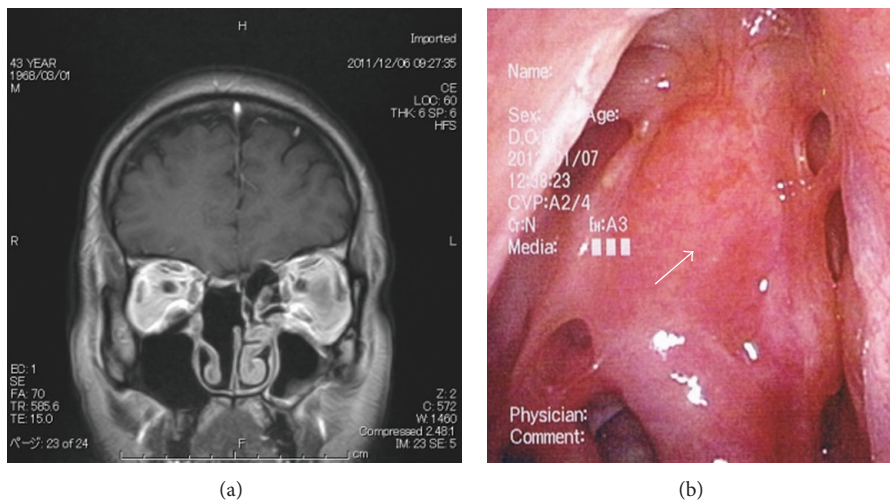 H
Imported
43 YEAR
1968/03/01
M
2011/12/06 09:27:35
CE
LOC: 60
THK: 6 SP: 6
HFS
R
L
EC: 1
SE
FA: 70
TR: 585.6
TE: 15.0
ページ: 23 of 24
F
cm
Z: 2
C: 572
W: 1460
Compressed 2.48:1
IM: 23 SE: 5
(a)
Name:
Sex: Age:
12:38:23
CVP:A2/4
Cr:N En:A3
Media:
Physician:
Comment:
(b)